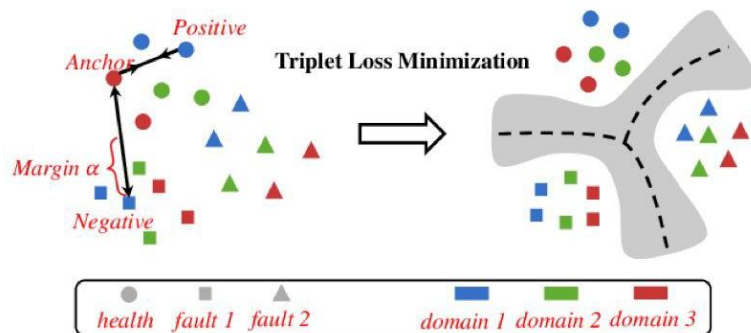 Positive
Anchor
Triplet Loss Minimization
Margin α
Negative
health fault 1 fault 2 domain 1 domain 2 domain 3